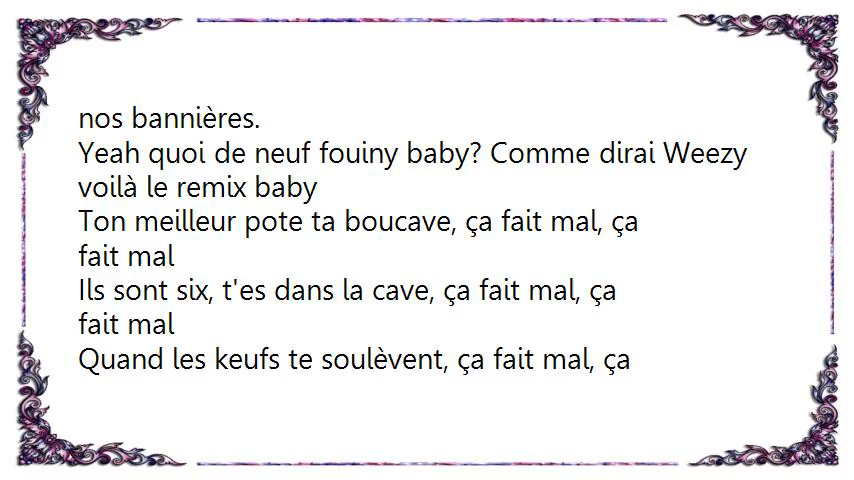 nos bannières.
Yeah quoi de neuf fouiny baby? Comme dirai Weezy
voilà le remix baby
Ton meilleur pote ta boucave, ça fait mal, ça
fait mal
Ils sont six, t'es dans la cave, ça fait mal, ça
fait mal
Quand les keufs te soulèvent, ça fait mal, ça